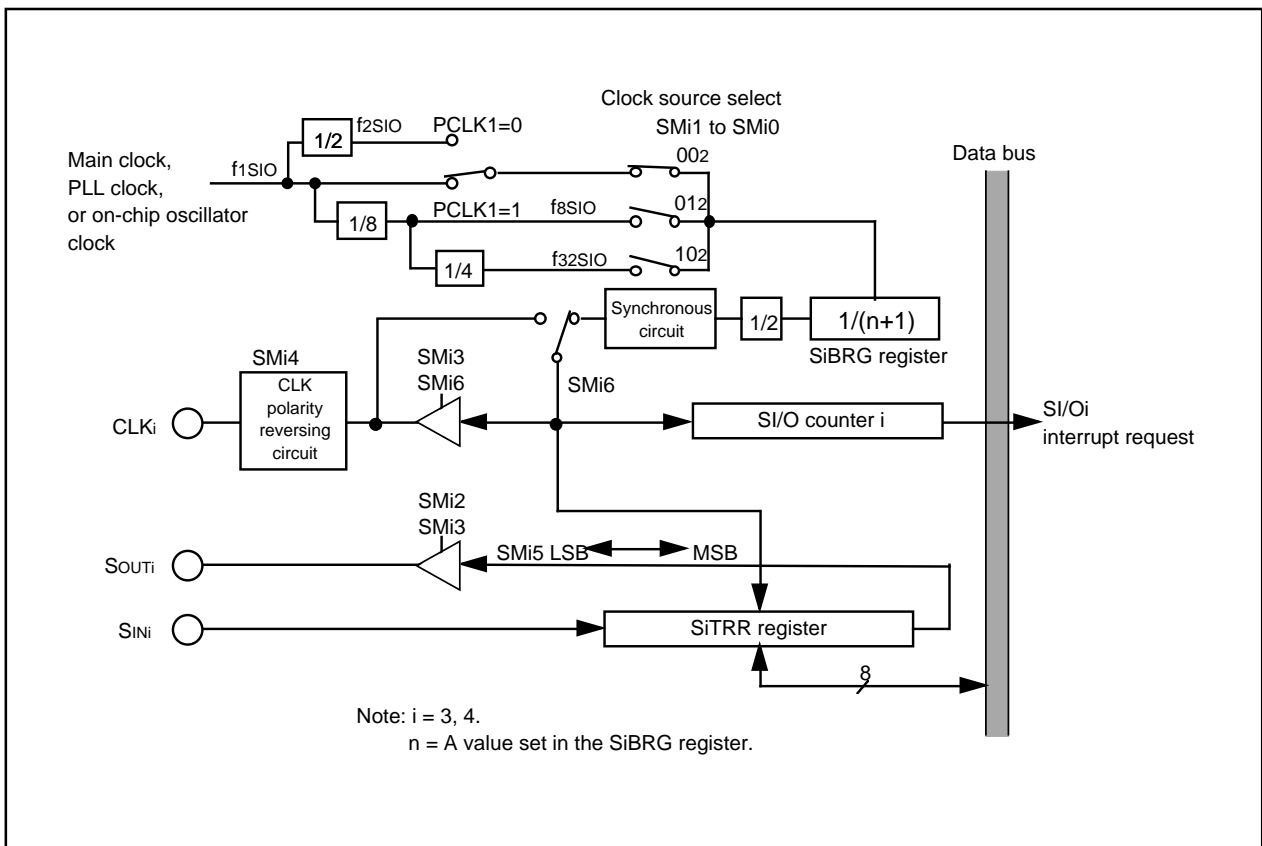 Clock source select
SMi1 to SMi0
f2SIO
PCLK1=0
1/2
Main clock,
PLL clock,
or on-chip oscillator
clock
f1SIO
002
Data bus
1/8
PCLK1=1
f8SIO
012
1/4
f32SIO
102
Synchronous
circuit
1/2
1/(n+1)
SiBRG register
SMi4
CLK
polarity
reversing
circuit
SMi3
SMi6
SMi6
CLKi
SI/O counter i
SI/Oi
interrupt request
SMi2
SMi3
SMi5 LSB
MSB
SOUTi
SINi
SiTRR register
8
Note: i = 3, 4.
n = A value set in the SiBRG register.